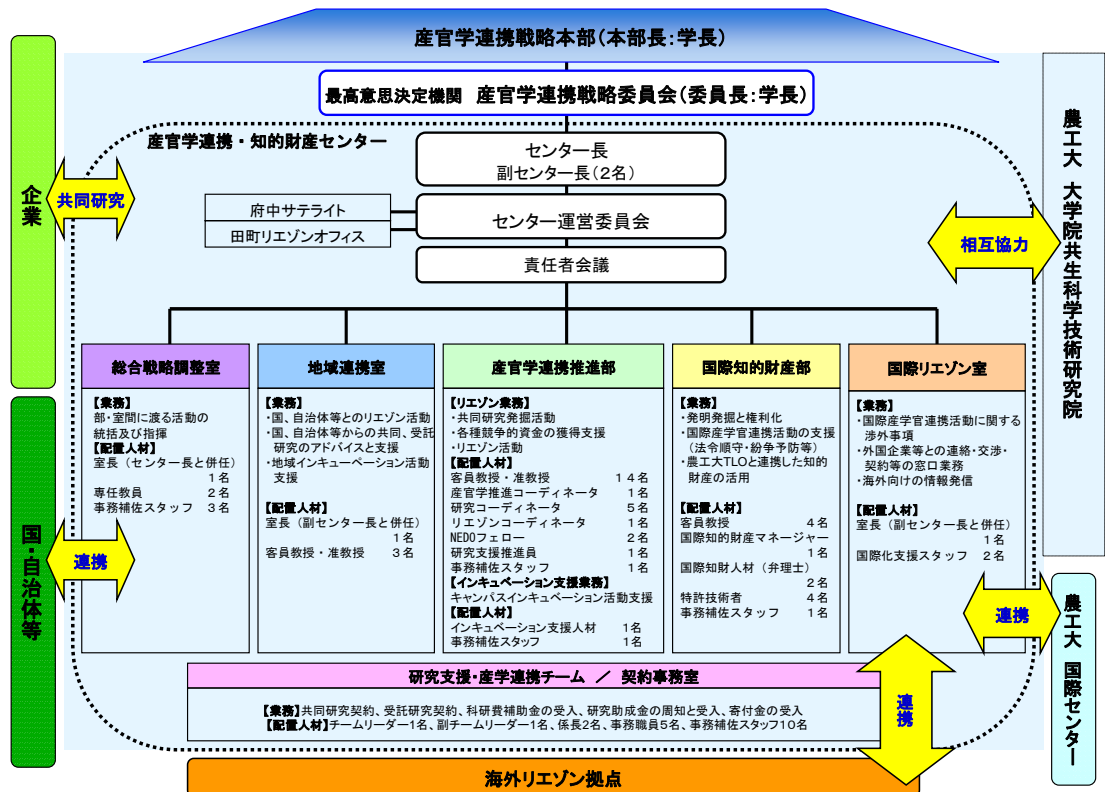 産官学連携戦略本部(本部長:学長)
最高意思決定機関 産官学連携戦略委員会(委員長:学長)
産官学連携・知的財産センター
センター長
副センター長(2名)
府中サテライト
田町リエゾンオフィス
センター運営委員会
責任者会議
企業
共同研究
国・自治体等
連携
農工大 大学院共生科学技術研究院
相互協力
農工大 国際センター
連携
総合戦略調整室
【業務】
部・室間に渡る活動の
統括及び指揮
【配置人材】
室長(センター長と併任)
1名
専任教員 2名
事務補佐スタッフ 3名
地域連携室
【業務】
・国、自治体等とのリエゾン活動
・国、自治体等からの共同、受託
研究のアドバイスと支援
・地域インキュベーション活動
支援
【配置人材】
室長(副センター長と併任)
1名
客員教授・准教授 3名
産官学連携推進部
【リエゾン業務】
・共同研究発掘活動
・各種競争的資金の獲得支援
・リエゾン活動
【配置人材】
客員教授・准教授 14名
産官学推進コーディネータ 1名
研究コーディネータ 5名
リエゾンコーディネータ 1名
NEDOフェロー 2名
研究支援推進員 1名
事務補佐スタッフ 1名
【インキュベーション支援業務】
キャンパスインキュベーション活動支援
【配置人材】
インキュベーション支援人材 1名
事務補佐スタッフ 1名
国際知的財産部
【業務】
・発明発掘と権利化
・国際産官学連携活動の支援
(法令順守・紛争予防等)
・農工大TLOと連携した知的
財産の活用
【配置人材】
客員教授 4名
国際知的財産マネージャー
1名
国際知財人材(弁理士)
2名
特許技術者 4名
事務補佐スタッフ 1名
国際リエゾン室
【業務】
・国際産官学連携活動に関する
渉外事項
・外国企業等との連絡・交渉・
契約等の窓口業務
・海外向けの情報発信
【配置人材】
室長(副センター長と併任)
1名
国際化支援スタッフ 2名
研究支援・産学連携チーム / 契約事務室
【業務】共同研究契約、受託研究契約、科研費補助金の受入、研究助成金の周知と受入、寄付金の受入
【配置人材】チームリーダー1名、副チームリーダー1名、係長2名、事務職員5名、事務補佐スタッフ10名
連携
海外リエゾン拠点